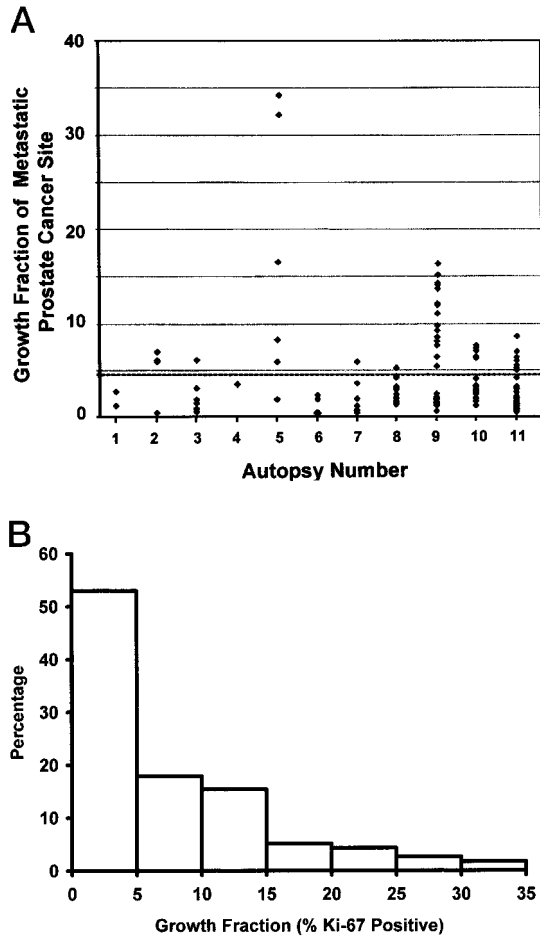 A
Growth Fraction of Metastatic
Prostate Cancer Site
40
30
20
10
0
1 2 3 4 5 6 7 8 9 10 11
Autopsy Number
B
Percentage
60
50
40
30
20
10
0
0 5 10 15 20 25 30 35
Growth Fraction (% Ki-67 Positive)